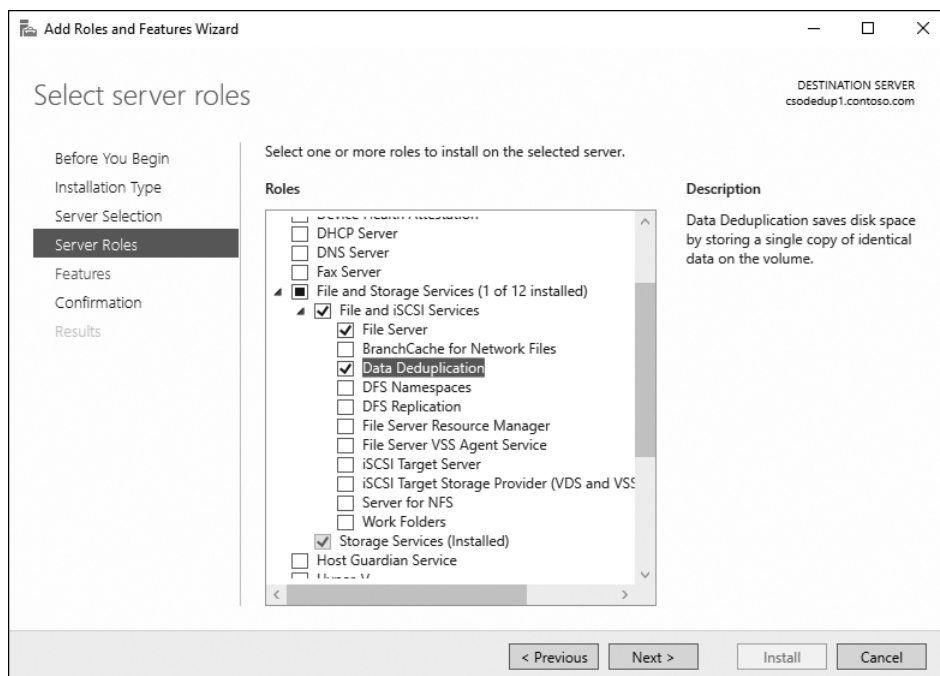 Add Roles and Features Wizard
Select server roles
DESTINATION SERVER
csodedup1.contoso.com
Before You Begin
Installation Type
Server Selection
Server Roles
Features
Confirmation
Results
Select one or more roles to install on the selected server.
Roles
Device Health Attestation
DHCP Server
DNS Server
Fax Server
File and Storage Services (1 of 12 installed)
File and iSCSI Services
File Server
BranchCache for Network Files
Data Deduplication
DFS Namespaces
DFS Replication
File Server Resource Manager
File Server VSS Agent Service
iSCSI Target Server
iSCSI Target Storage Provider (VDS and VSS
Server for NFS
Work Folders
Storage Services (Installed)
Host Guardian Service
Hyper-V
Description
Data Deduplication saves disk space
by storing a single copy of identical
data on the volume.
< Previous
Next >
Install
Cancel